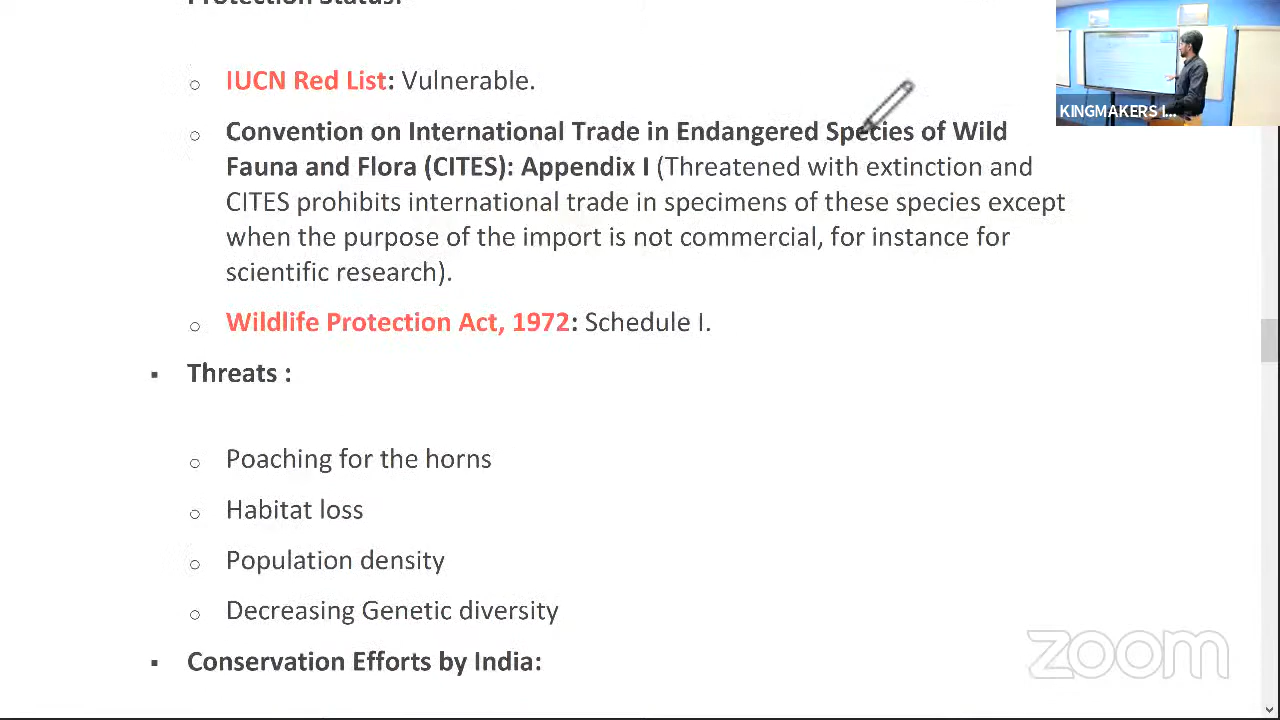 Protection Status:
IUCN Red List: Vulnerable.
Convention on International Trade in Endangered Species of Wild
Fauna and Flora (CITES): Appendix I (Threatened with extinction and
CITES prohibits international trade in specimens of these species except
when the purpose of the import is not commercial, for instance for
scientific research).
Wildlife Protection Act, 1972: Schedule I.
Threats :
Poaching for the horns
Habitat loss
Population density
Decreasing Genetic diversity
Conservation Efforts by India:
KINGMAKERS I...
zoom